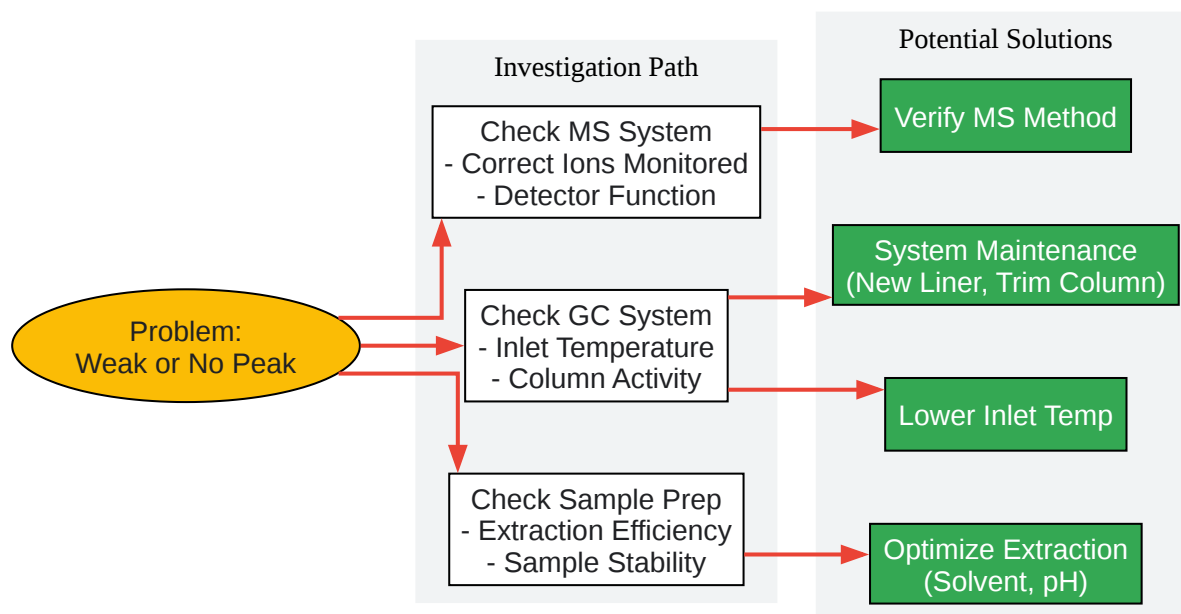 Problem:
Weak or No Peak
Investigation Path
Check MS System
- Correct Ions Monitored
- Detector Function
Check GC System
- Inlet Temperature
- Column Activity
Check Sample Prep
- Extraction Efficiency
- Sample Stability
Potential Solutions
Verify MS Method
System Maintenance
(New Liner, Trim Column)
Lower Inlet Temp
Optimize Extraction
(Solvent, pH)